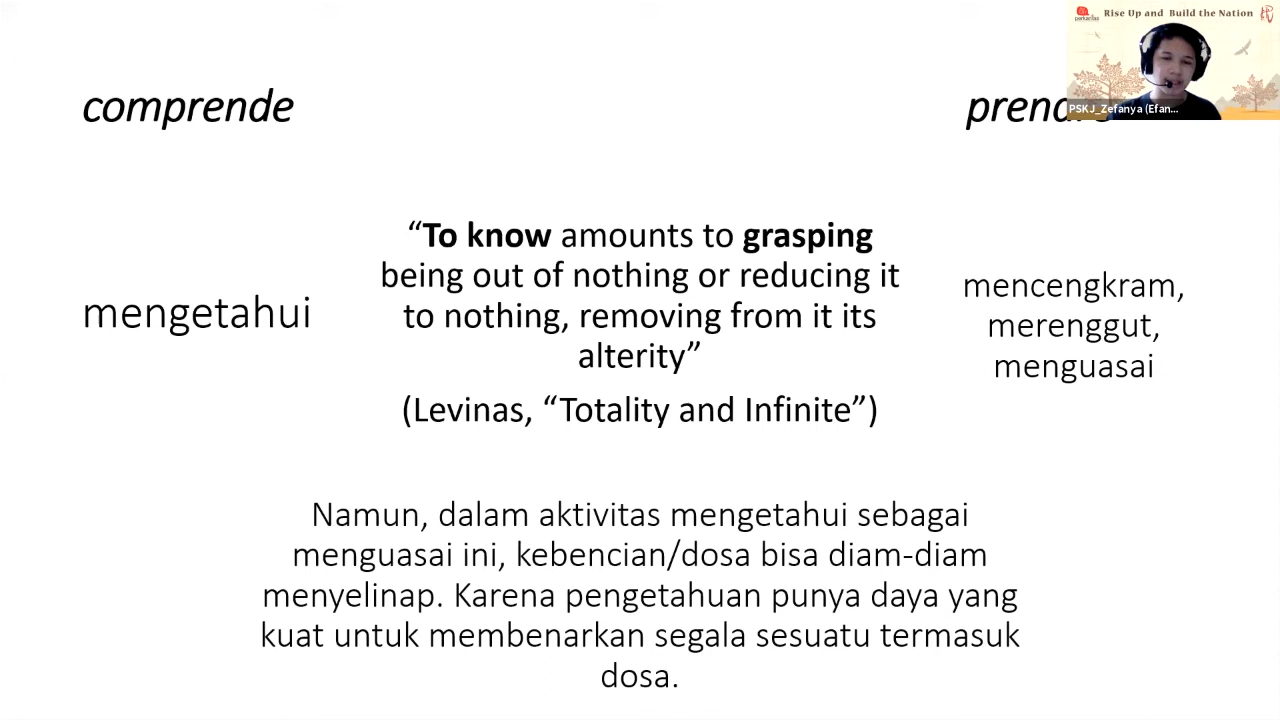 Rise Up and Build the Nation
perkantas
PSKJ_Zefanya (Efan...
comprende
mengetahui
“To know amounts to grasping
being out of nothing or reducing it
to nothing, removing from it its
alterity”
(Levinas, “Totality and Infinite”)
mencengkram,
merenggut,
menguasai
Namun, dalam aktivitas mengetahui sebagai
menguasai ini, kebencian/dosa bisa diam-diam
menyelinap. Karena pengetahuan punya daya yang
kuat untuk membenarkan segala sesuatu termasuk
dosa.